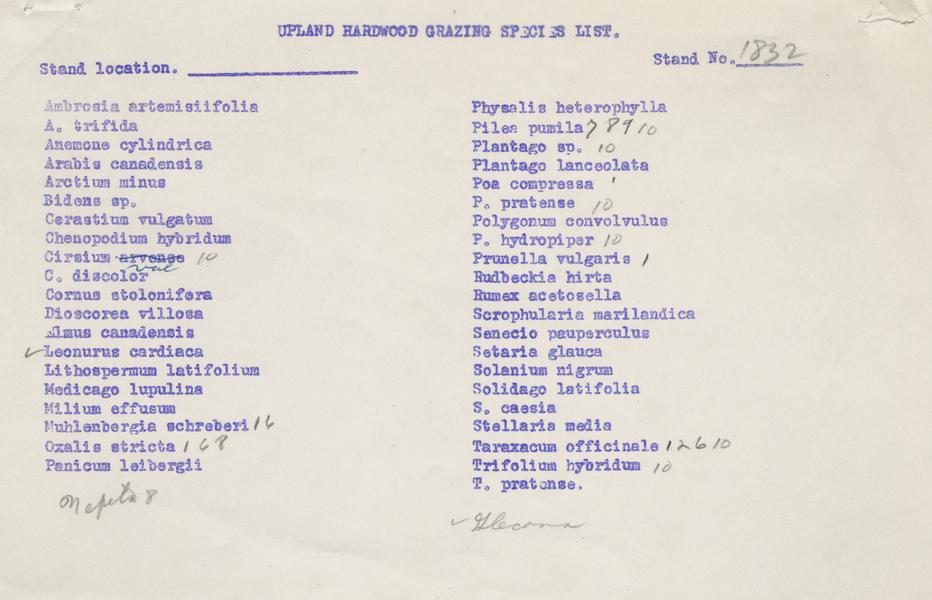 UPLAND HARDWOOD GRAZING SPECIES LIST.
Stand No. 1832
Stand location.
Ambrosia artemisiifolia
A. trifida
Anemone cylindrica
Arabis canadensis
Arctium minus
Bidens sp.
Cerastium vulgatum
Chenopodium hybridum
Cirsium arvense 10
vul
C. discolor
Cornus stolonifera
Dioscorea villosa
Elmus canadensis
✓ Leonurus cardiaca
Lithospermum latifolium
Medicago lupulina
Milium effusum
Muhlenbergia schreberi 16
Oxalis stricta 1 6 8
Panicum leibergii
Nepeta 8
Physalis heterophylla
Pilea pumila 7 8 9 10
Plantago sp. 10
Plantago lanceolata
Poa compressa '
P. pratense 10
Polygonum convolvulus
P. hydropiper 10
Prunella vulgaris 1
Rudbeckia hirta
Rumex acetosella
Scrophularia marilandica
Senecio pauperculus
Setaria glauca
Solanium nigrum
Solidago latifolia
S. caesia
Stellaria media
Taraxacum officinale 1 2 6 10
Trifolium hybridum 10
T. pratense.
✓ Glecoma